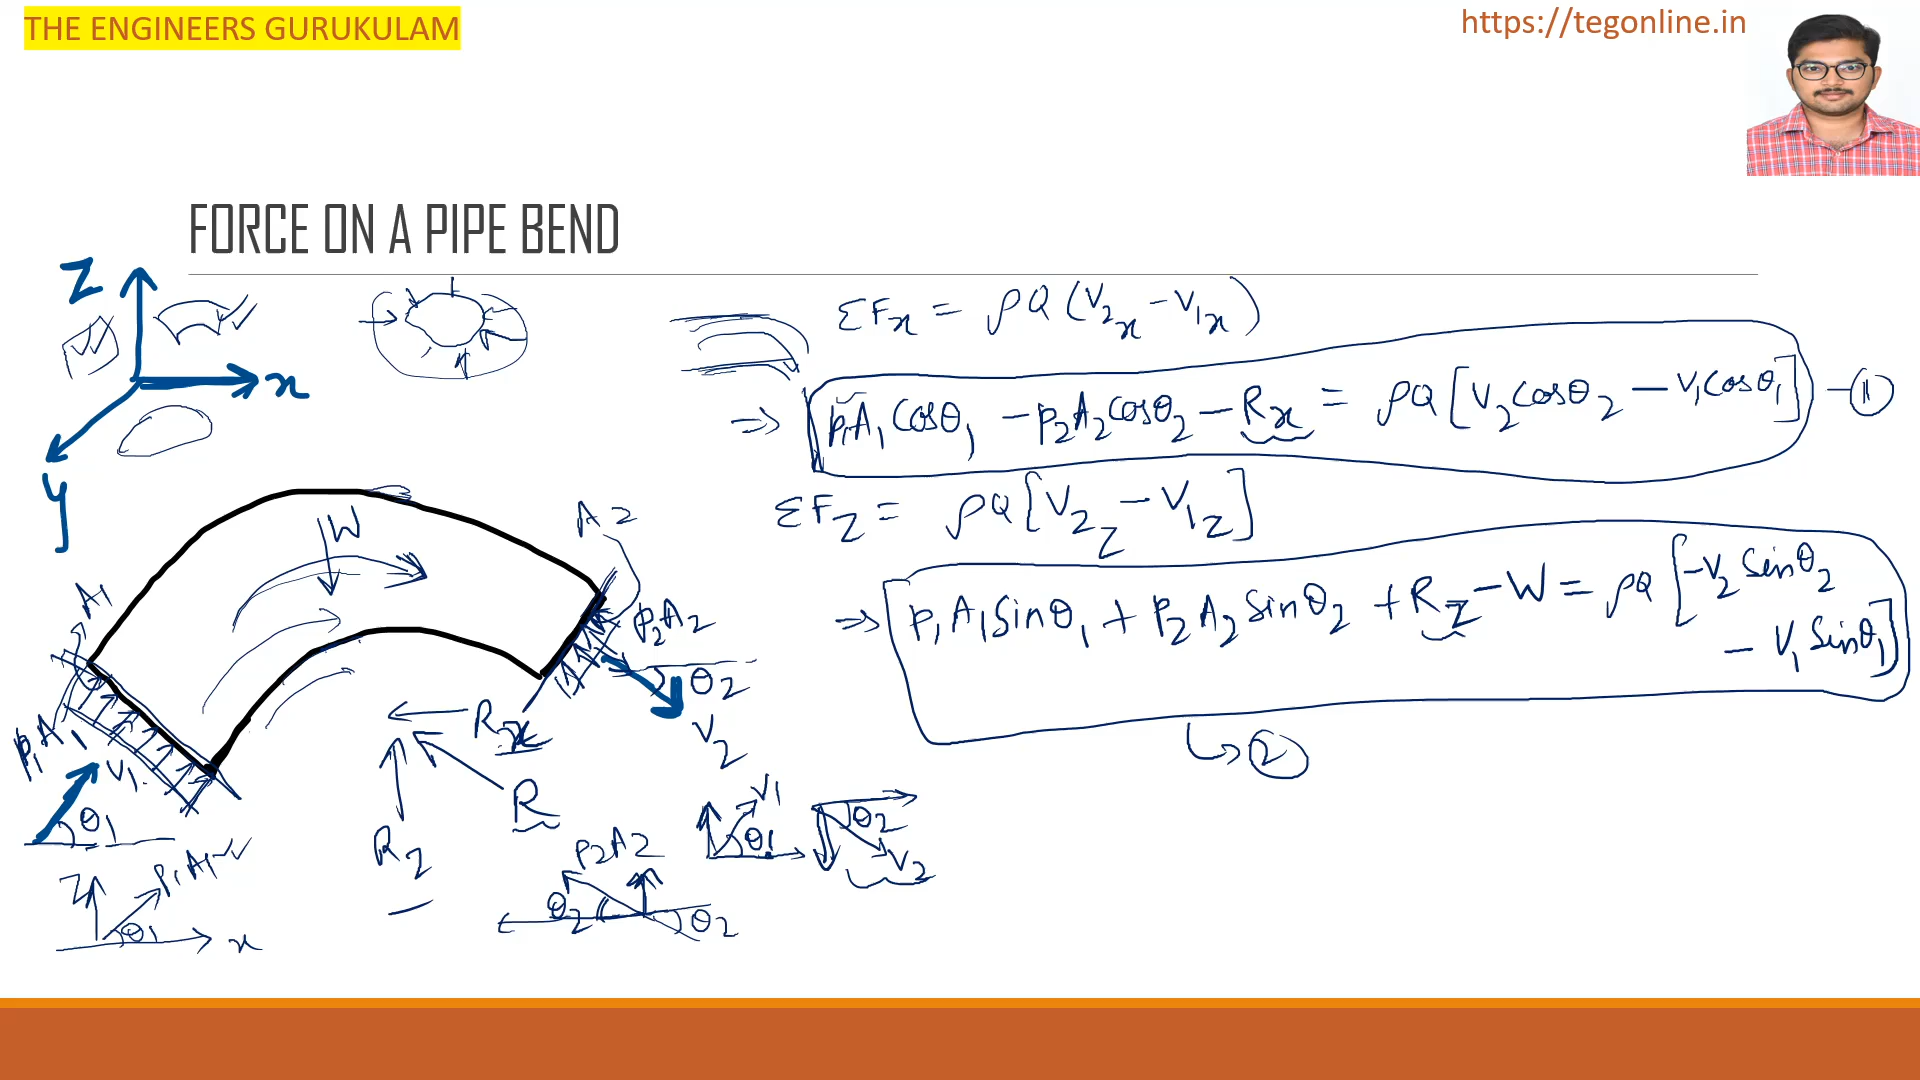 THE ENGINEERS GURUKULAM
https://tegonline.in
FORCE ON A PIPE BEND
Z
x
y
ΣFx = ρQ (V₂x − V₁x)
⇒ p₁A₁ Cosθ₁ − p₂A₂ Cosθ₂ − Rx = ρQ [V₂ Cosθ₂ − V₁ Cosθ₁] − ①
ΣFz = ρQ [V₂z − V₁z]
⇒ p₁A₁ Sinθ₁ + p₂A₂ Sinθ₂ + Rz − W = ρQ [−V₂ Sinθ₂
− V₁ Sinθ₁]
②
W
A2
A1
p₂A₂
θ₂
V₂
p₁A₁
V₁
θ₁
Rx
R
Rz
Z
p₁A₁
θ₁
x
p₂A2
θ₂
θ₂
V₁
θ₁
θ₂
V₂